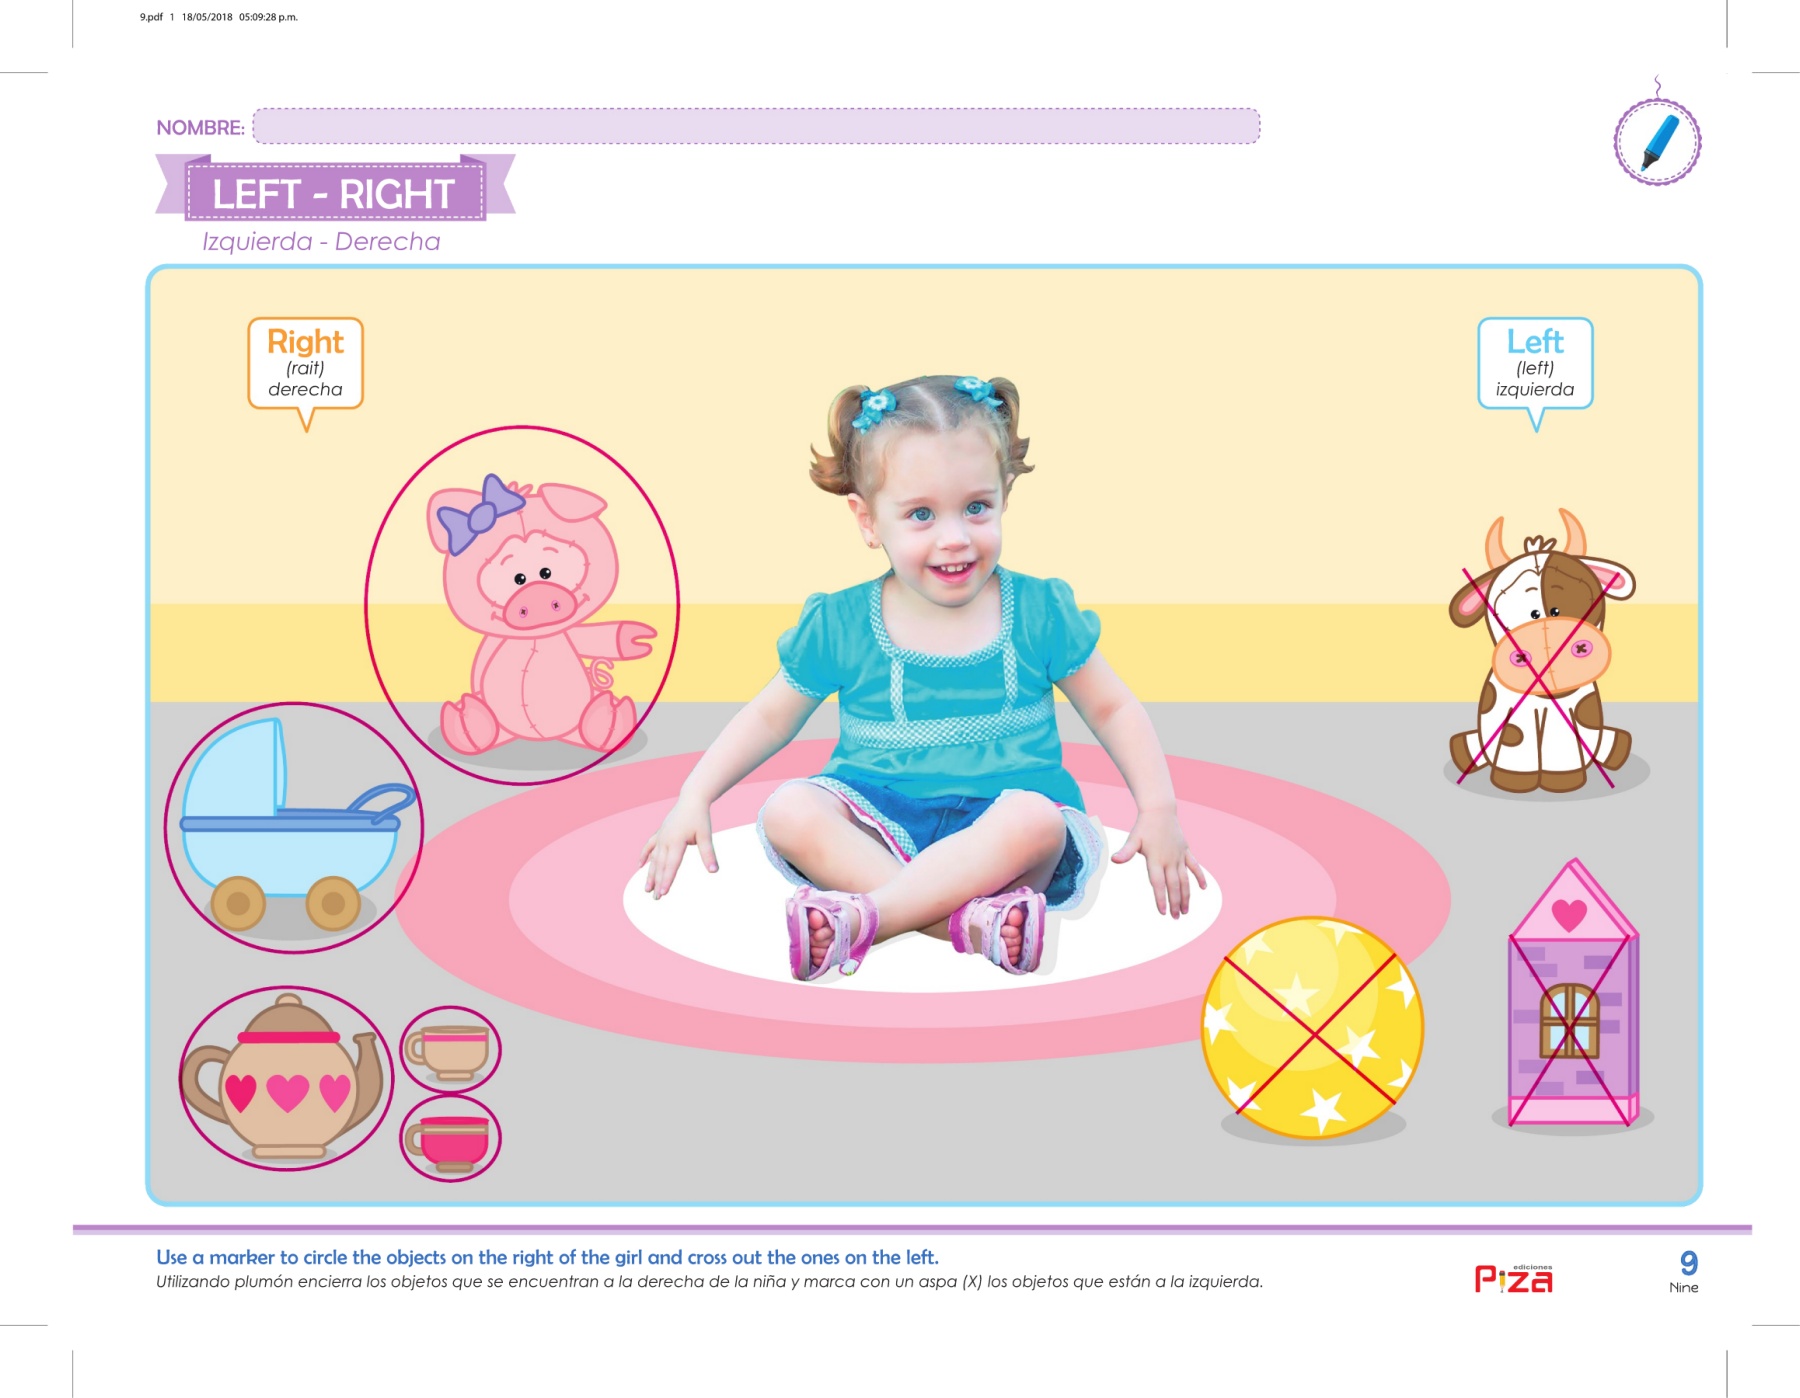 9.pdf 1 18/05/2018 05:09:28 p.m.
NOMBRE:
LEFT - RIGHT
Izquierda - Derecha
Right
(rait)
derecha
Left
(left)
izquierda
Use a marker to circle the objects on the right of the girl and cross out the ones on the left.
Utilizando plumón encierra los objetos que se encuentran a la derecha de la niña y marca con un aspa (X) los objetos que están a la izquierda.
ediciones
Piza
9
Nine